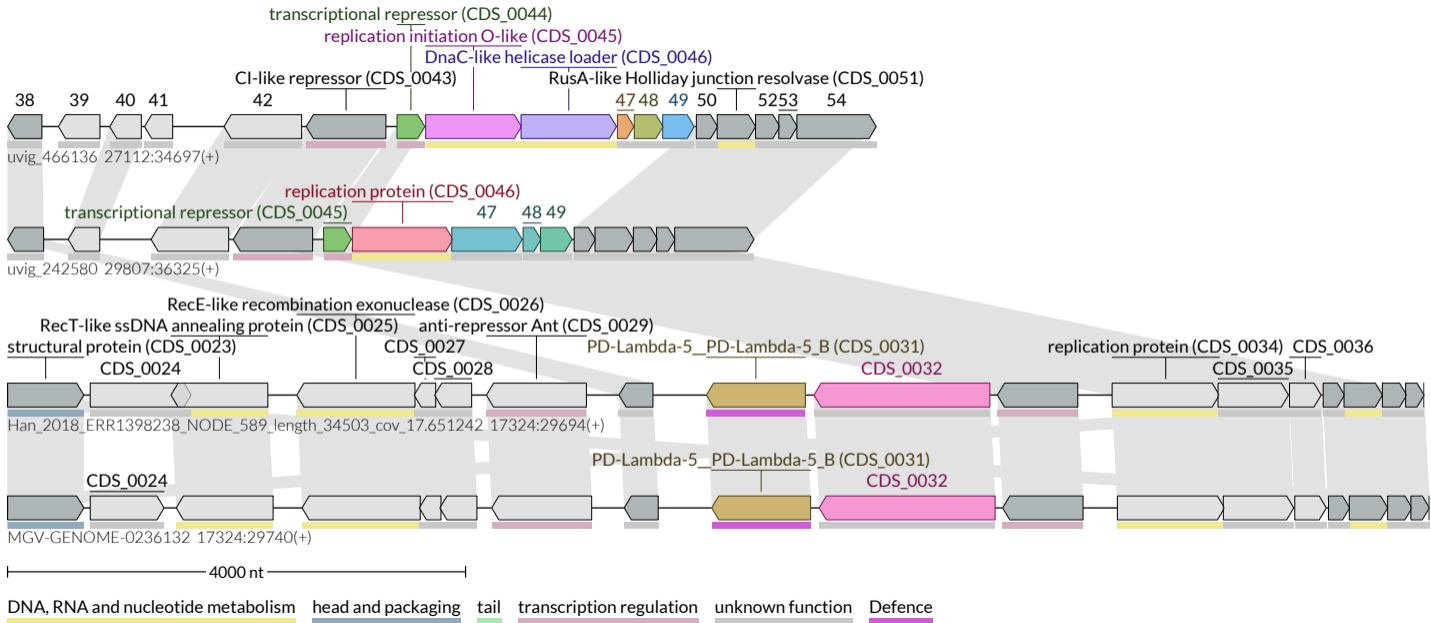 transcriptional repressor (CDS_0044)
replication initiation O-like (CDS_0045)
DnaC-like helicase loader (CDS_0046)
CI-like repressor (CDS_0043) RusA-like Holliday junction resolvase (CDS_0051)
38 39 40 41 42 47 48 49 50 52 53 54
uvig_466136 27112:34697(+)
replication protein (CDS_0046)
transcriptional repressor (CDS_0045) 47 48 49
uvig_242580 29807:36325(+)
RecE-like recombination exonuclease (CDS_0026)
RecT-like ssDNA annealing protein (CDS_0025) anti-repressor Ant (CDS_0029)
structural protein (CDS_0023) CDS_0027 PD-Lambda-5__PD-Lambda-5_B (CDS_0031) replication protein (CDS_0034) CDS_0036
CDS_0024 CDS_0028 CDS_0032 CDS_0035
Han_2018_ERR1398238_NODE_589_length_34503_cov_17.651242 17324:29694(+)
PD-Lambda-5__PD-Lambda-5_B (CDS_0031)
CDS_0024 CDS_0032
MGV-GENOME-0236132 17324:29740(+)
4000 nt
DNA, RNA and nucleotide metabolism head and packaging tail transcription regulation unknown function Defence